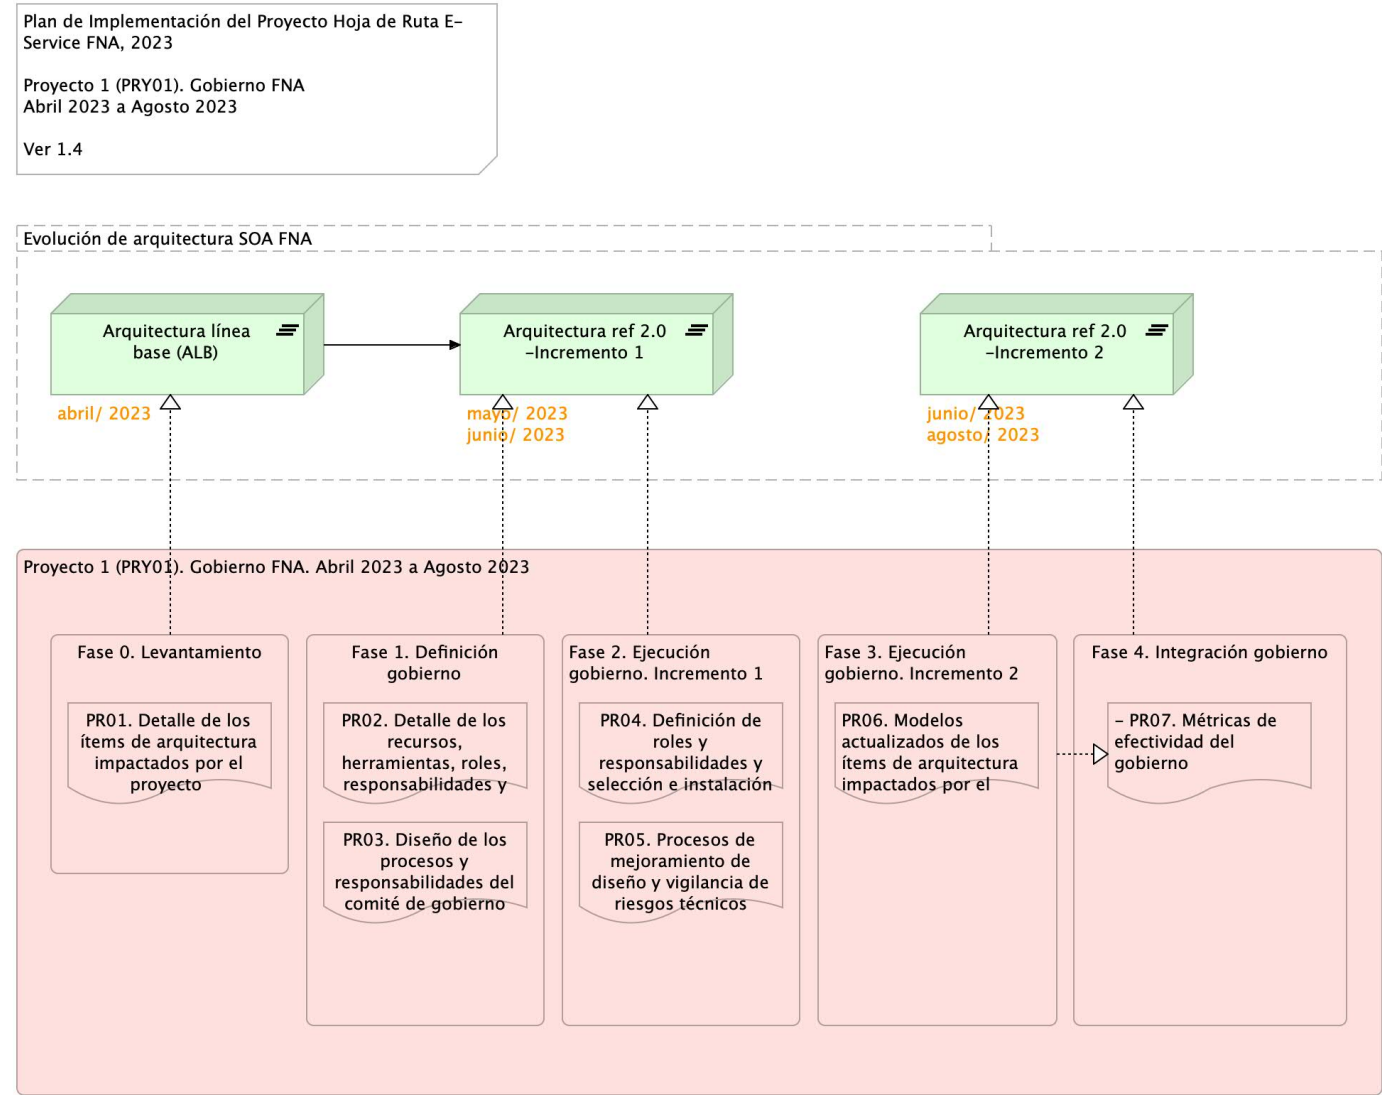 Plan de Implementación del Proyecto Hoja de Ruta E-
Service FNA, 2023
Proyecto 1 (PRY01). Gobierno FNA
Abril 2023 a Agosto 2023
Ver 1.4
Evolución de arquitectura SOA FNA
Arquitectura línea
base (ALB)
Arquitectura ref 2.0
-Incremento 1
Arquitectura ref 2.0
-Incremento 2
abril/ 2023
mayo/ 2023
junio/ 2023
junio/ 2023
agosto/ 2023
Proyecto 1 (PRY01). Gobierno FNA. Abril 2023 a Agosto 2023
Fase 0. Levantamiento
PR01. Detalle de los
ítems de arquitectura
impactados por el
proyecto
Fase 1. Definición
gobierno
PR02. Detalle de los
recursos,
herramientas, roles,
responsabilidades y
PR03. Diseño de los
procesos y
responsabilidades del
comité de gobierno
Fase 2. Ejecución
gobierno. Incremento 1
PR04. Definición de
roles y
responsabilidades y
selección e instalación
PR05. Procesos de
mejoramiento de
diseño y vigilancia de
riesgos técnicos
Fase 3. Ejecución
gobierno. Incremento 2
PR06. Modelos
actualizados de los
ítems de arquitectura
impactados por el
Fase 4. Integración gobierno
- PR07. Métricas de
efectividad del
gobierno